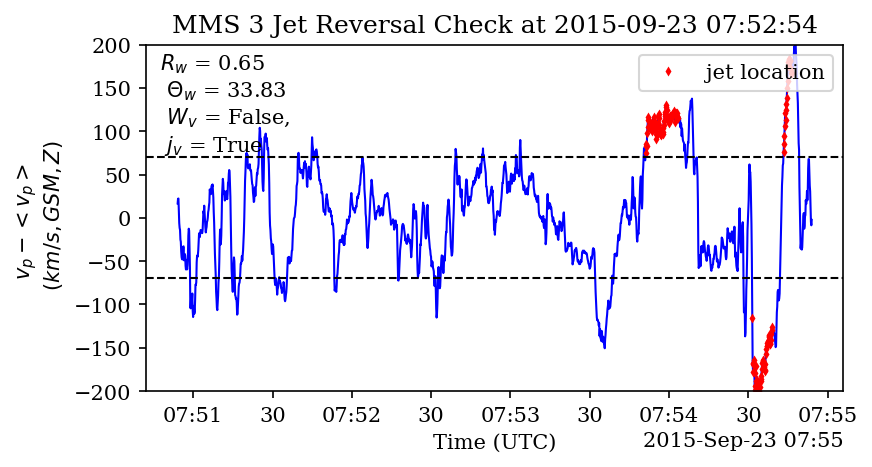 MMS 3 Jet Reversal Check at 2015-09-23 07:52:54
R_w = 0.65
Θ_w = 33.83
W_v = False,
j_v = True
jet location
v_p − < v_p >
(km/s, GSM, Z)
200
150
100
50
0
−50
−100
−150
−200
07:51 30 07:52 30 07:53 30 07:54 30 07:55
Time (UTC)
2015-Sep-23 07:55